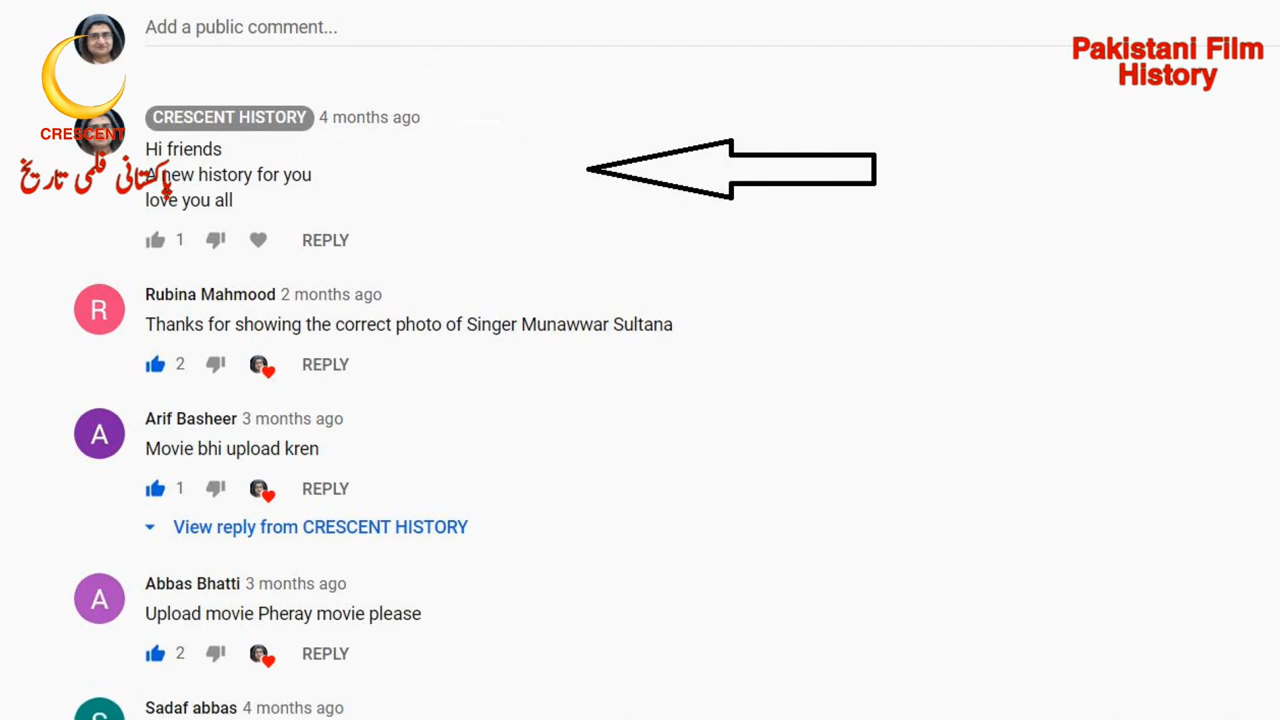 Add a public comment...
Pakistani Film
History
CRESCENT HISTORY 4 months ago
CRESCENT
Hi friends
A new history for you
love you all
پاکستانی فلمی تاریخ
1 REPLY
R
Rubina Mahmood 2 months ago
Thanks for showing the correct photo of Singer Munawwar Sultana
2 REPLY
A
Arif Basheer 3 months ago
Movie bhi upload kren
1 REPLY
View reply from CRESCENT HISTORY
A
Abbas Bhatti 3 months ago
Upload movie Pheray movie please
2 REPLY
Sadaf abbas 4 months ago
S